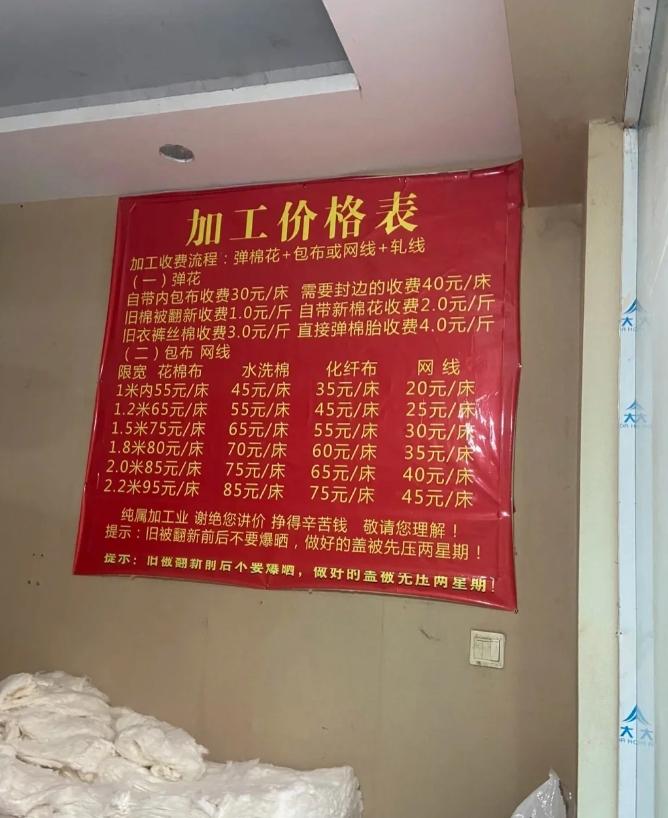 加工价格表
加工收费流程：弹棉花+包布或网线+轧线
（一）弹花
自带内包布收费30元/床 需要封边的收费40元/床
旧棉被翻新收费1.0元/斤 自带新棉花收费2.0元/斤
旧衣裤丝棉收费3.0元/斤 直接弹棉胎收费4.0元/斤
（二）包布 网线
限宽 花棉布 水洗棉 化纤布 网 线
1米内55元/床 45元/床 35元/床 20元/床
1.2米65元/床 55元/床 45元/床 25元/床
1.5米75元/床 65元/床 55元/床 30元/床
1.8米80元/床 70元/床 60元/床 35元/床
2.0米85元/床 75元/床 65元/床 40元/床
2.2米95元/床 85元/床 75元/床 45元/床
纯属加工业 谢绝您讲价 挣得辛苦钱 敬请您理解！
提示：旧被翻新前后不要爆晒，做好的盖被先压两星期！
提示：旧被翻新前后不要爆晒，做好的盖被先压两星期！
大
大
大